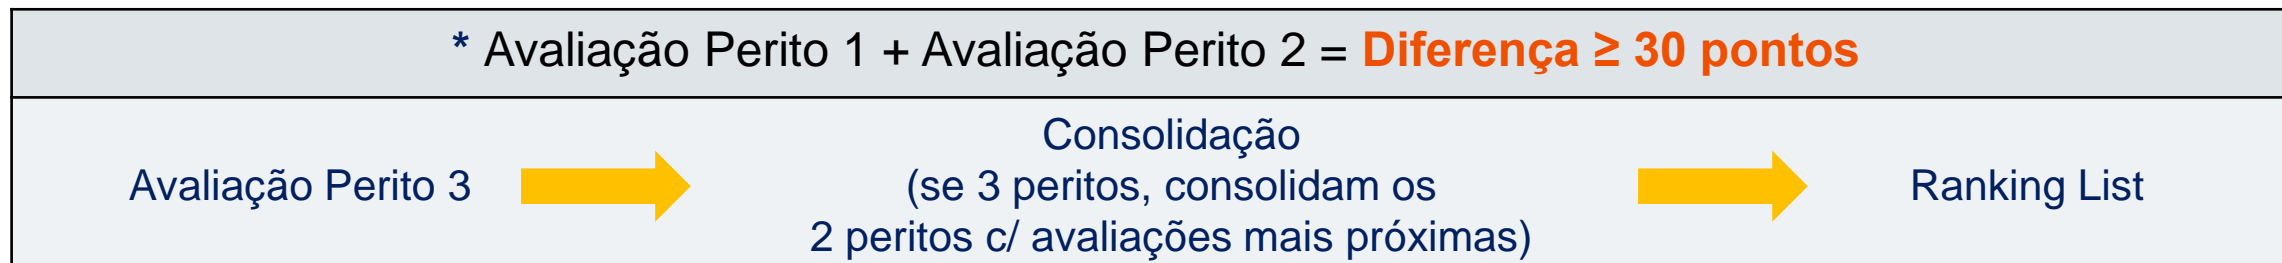 * Avaliação Perito 1 + Avaliação Perito 2 = Diferença ≥ 30 pontos
Avaliação Perito 3
Consolidação
(se 3 peritos, consolidam os
2 peritos c/ avaliações mais próximas)
Ranking List